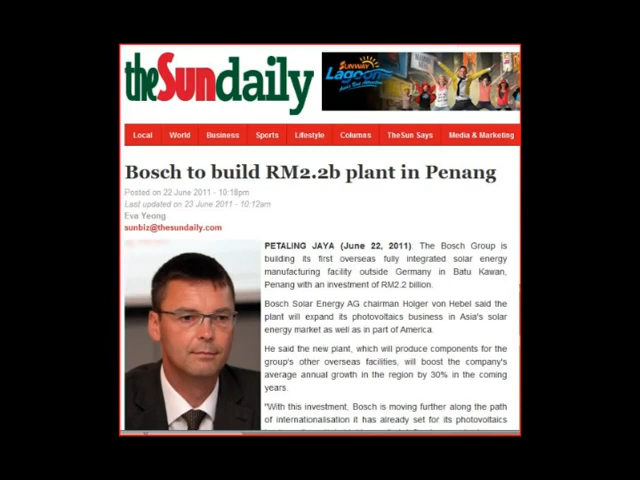 theSundaily
SUNWAY
Lagoon
Local World Business Sports Lifestyle Columns TheSun Says Media & Marketing
Bosch to build RM2.2b plant in Penang
Posted on 22 June 2011 - 10:18pm
Last updated on 23 June 2011 - 10:12am
Eva Yeong
sunbiz@thesundaily.com
PETALING JAYA (June 22, 2011): The Bosch Group is
building its first overseas fully integrated solar energy
manufacturing facility outside Germany in Batu Kawan,
Penang with an investment of RM2.2 billion.
Bosch Solar Energy AG chairman Holger von Hebel said the
plant will expand its photovoltaics business in Asia's solar
energy market as well as in part of America.
He said the new plant, which will produce components for the
group's other overseas facilities, will boost the company's
average annual growth in the region by 30% in the coming
years.
"With this investment, Bosch is moving further along the path
of internationalisation it has already set for its photovoltaics